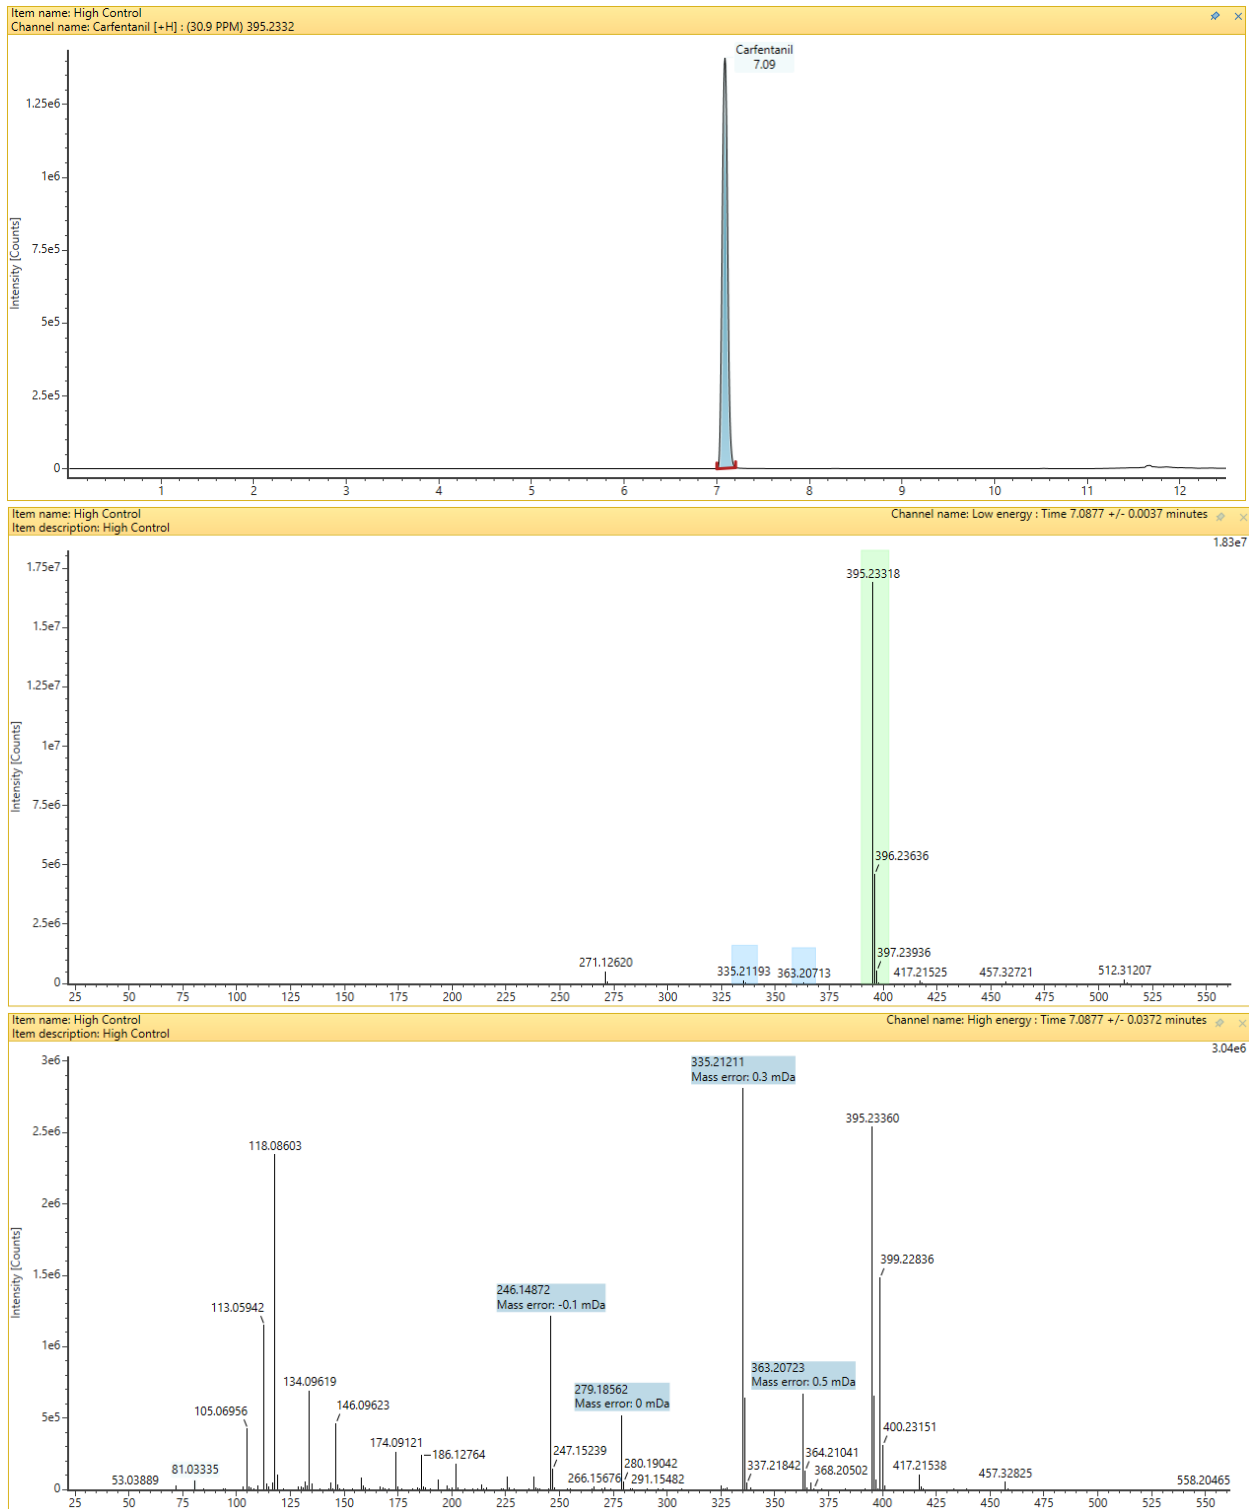 Item name: High Control
Channel name: Carfentanil [+H] : (30.9 PPM) 395.2332
Carfentanil
7.09
1.25e6
1e6
7.5e5
5e5
2.5e5
0
Intensity [Counts]
1 2 3 4 5 6 7 8 9 10 11 12
Item name: High Control
Item description: High Control
Channel name: Low energy : Time 7.0877 +/- 0.0037 minutes
1.83e7
1.75e7
1.5e7
1.25e7
1e7
7.5e6
5e6
2.5e6
0
Intensity [Counts]
395.23318
396.23636
397.23936
271.12620
335.21193
363.20713
417.21525
457.32721
512.31207
25 50 75 100 125 150 175 200 225 250 275 300 325 350 375 400 425 450 475 500 525 550
Item name: High Control
Item description: High Control
Channel name: High energy : Time 7.0877 +/- 0.0372 minutes
3.04e6
3e6
2.5e6
2e6
1.5e6
1e6
5e5
0
Intensity [Counts]
335.21211
Mass error: 0.3 mDa
395.23360
118.08603
399.22836
246.14872
Mass error: -0.1 mDa
113.05942
363.20723
Mass error: 0.5 mDa
134.09619
279.18562
Mass error: 0 mDa
105.06956
146.09623
400.23151
174.09121
186.12764
247.15239
364.21041
280.19042
337.21842
368.20502
81.03335
53.03889
266.15676
291.15482
417.21538
457.32825
558.20465
25 50 75 100 125 150 175 200 225 250 275 300 325 350 375 400 425 450 475 500 525 550